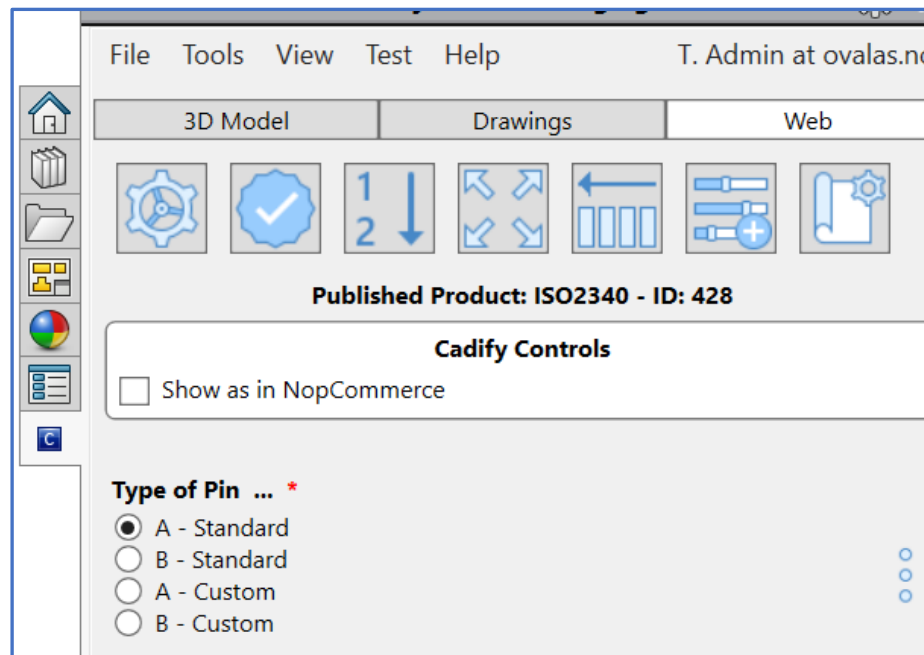 File Tools View Test Help T. Admin at ovalas.no
3D Model Drawings Web
1
2
Published Product: ISO2340 - ID: 428
Cadify Controls
Show as in NopCommerce
C
Type of Pin ... *
A - Standard
B - Standard
A - Custom
B - Custom